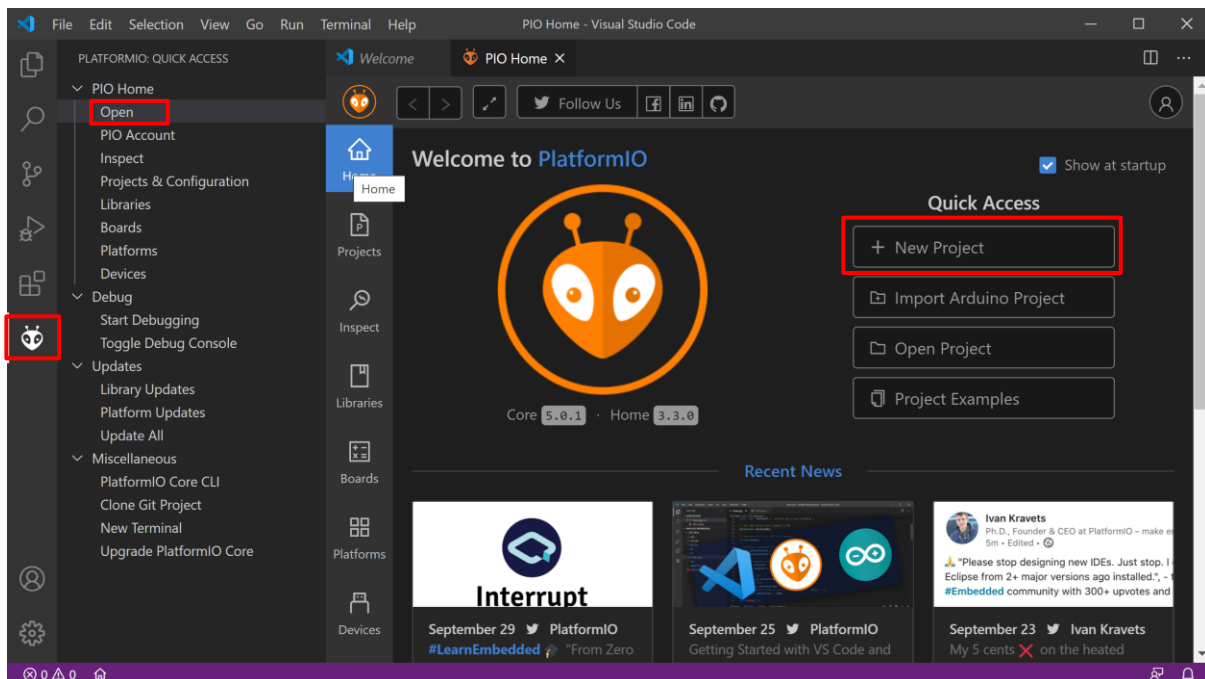 File Edit Selection View Go Run Terminal Help PIO Home - Visual Studio Code
PLATFORMIO: QUICK ACCESS
PIO Home
Open
PIO Account
Inspect
Projects & Configuration
Libraries
Boards
Platforms
Devices
Debug
Start Debugging
Toggle Debug Console
Updates
Library Updates
Platform Updates
Update All
Miscellaneous
PlatformIO Core CLI
Clone Git Project
New Terminal
Upgrade PlatformIO Core
Welcome PIO Home
Follow Us
Home
Home
Projects
Inspect
Libraries
Boards
Platforms
Devices
Welcome to PlatformIO
Show at startup
Quick Access
New Project
Import Arduino Project
Open Project
Project Examples
Core 5.0.1 · Home 3.3.0
Recent News
Interrupt
September 29 PlatformIO
#LearnEmbedded "From Zero
September 25 PlatformIO
Getting Started with VS Code and
Ivan Kravets
Ph.D., Founder & CEO at PlatformIO – make
5m • Edited •
"Please stop designing new IDEs. Just stop. I
Eclipse from 2+ major versions ago installed.", -
#Embedded community with 300+ upvotes and
September 23 Ivan Kravets
My 5 cents on the heated
0 0